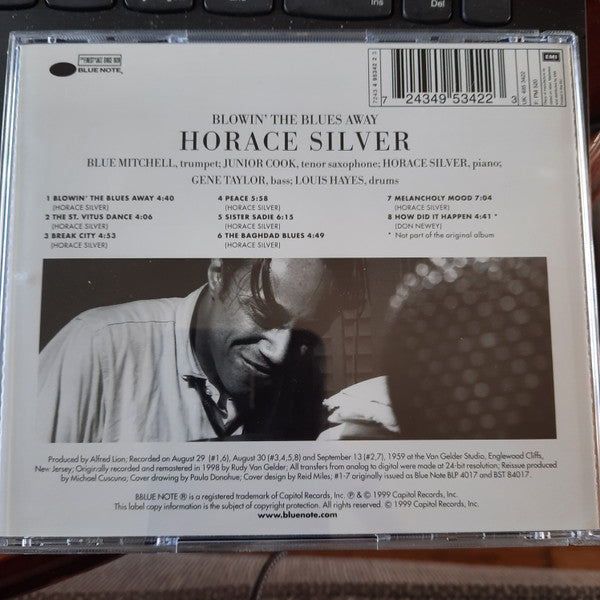 Ins
Del
THE FINEST IN JAZZ SINCE 1939
BLUE NOTE
7 24349 53422 3
EMI
BLOWIN' THE BLUES AWAY
HORACE SILVER
BLUE MITCHELL, trumpet; JUNIOR COOK, tenor saxophone; HORACE SILVER, piano;
GENE TAYLOR, bass; LOUIS HAYES, drums
1 BLOWIN' THE BLUES AWAY 4:40
(HORACE SILVER)
2 THE ST. VITUS DANCE 4:06
(HORACE SILVER)
3 BREAK CITY 4:53
(HORACE SILVER)
4 PEACE 5:58
(HORACE SILVER)
5 SISTER SADIE 6:15
(HORACE SILVER)
6 THE BAGHDAD BLUES 4:49
(HORACE SILVER)
7 MELANCHOLY MOOD 7:04
(HORACE SILVER)
8 HOW DID IT HAPPEN 4:41 *
(DON NEWEY)
* Not part of the original album
Produced by Alfred Lion; Recorded on August 29 (#1,6), August 30 (#3,4,5,8) and September 13 (#2,7), 1959 at the Van Gelder Studio, Englewood Cliffs,
New Jersey; Originally recorded and remastered in 1998 by Rudy Van Gelder; All transfers from analog to digital were made at 24-bit resolution; Reissue produced
by Michael Cuscuna; Cover drawing by Paula Donohue; Cover design by Reid Miles; #1-7 originally issued as Blue Note BLP 4017 and BST 84017.
BBLUE NOTE ® is a registered trademark of Capitol Records, Inc. ℗ & © 1999 Capitol Records, Inc.
This label copy information is the subject of copyright protection. All rights reserved. © 1999 Capitol Records, Inc.
www.bluenote.com